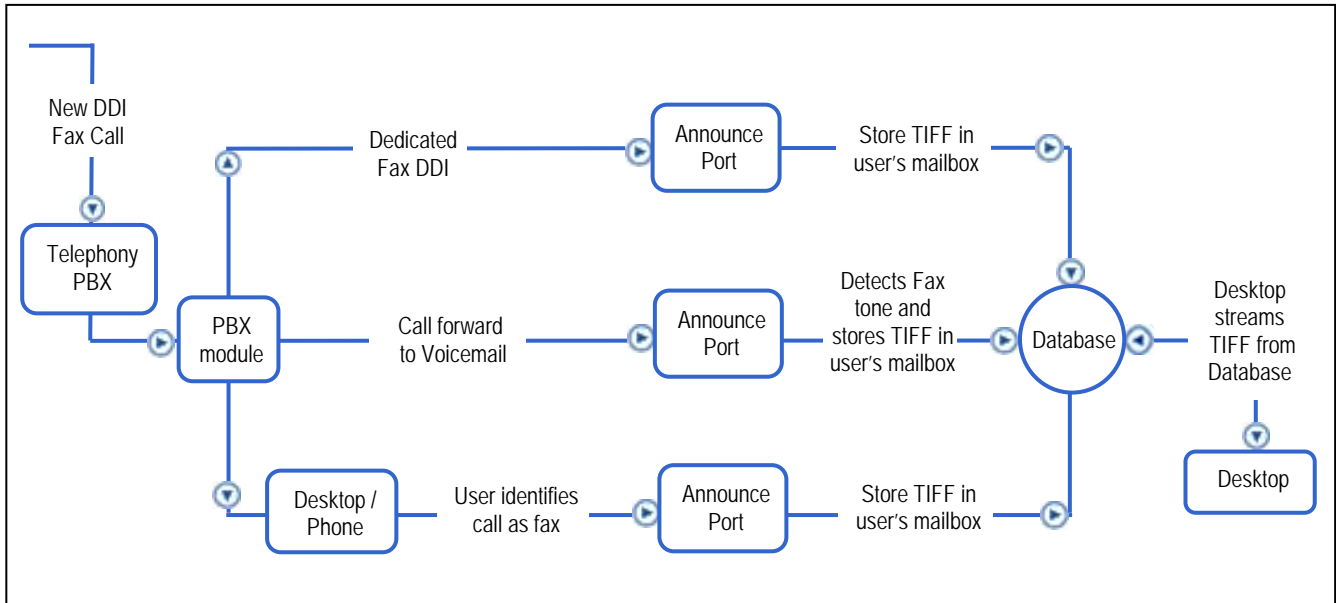 New DDI
Fax Call
Telephony
PBX
PBX
module
Dedicated
Fax DDI
Announce
Port
Store TIFF in
user's mailbox
Call forward
to Voicemail
Announce
Port
Detects Fax
tone and
stores TIFF in
user's mailbox
Desktop /
Phone
User identifies
call as fax
Announce
Port
Store TIFF in
user's mailbox
Database
Desktop
streams
TIFF from
Database
Desktop